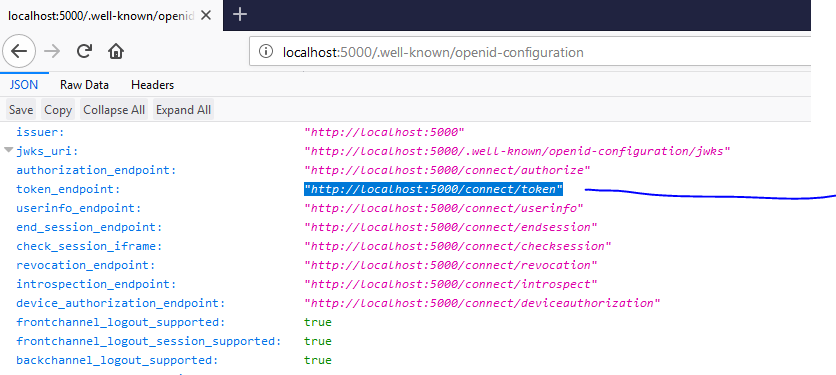 localhost:5000/.well-known/openid
localhost:5000/.well-known/openid-configuration
JSON Raw Data Headers
Save Copy Collapse All Expand All
issuer: "http://localhost:5000"
jwks_uri: "http://localhost:5000/.well-known/openid-configuration/jwks"
authorization_endpoint: "http://localhost:5000/connect/authorize"
token_endpoint: "http://localhost:5000/connect/token"
userinfo_endpoint: "http://localhost:5000/connect/userinfo"
end_session_endpoint: "http://localhost:5000/connect/endsession"
check_session_iframe: "http://localhost:5000/connect/checksession"
revocation_endpoint: "http://localhost:5000/connect/revocation"
introspection_endpoint: "http://localhost:5000/connect/introspect"
device_authorization_endpoint: "http://localhost:5000/connect/deviceauthorization"
frontchannel_logout_supported: true
frontchannel_logout_session_supported: true
backchannel_logout_supported: true